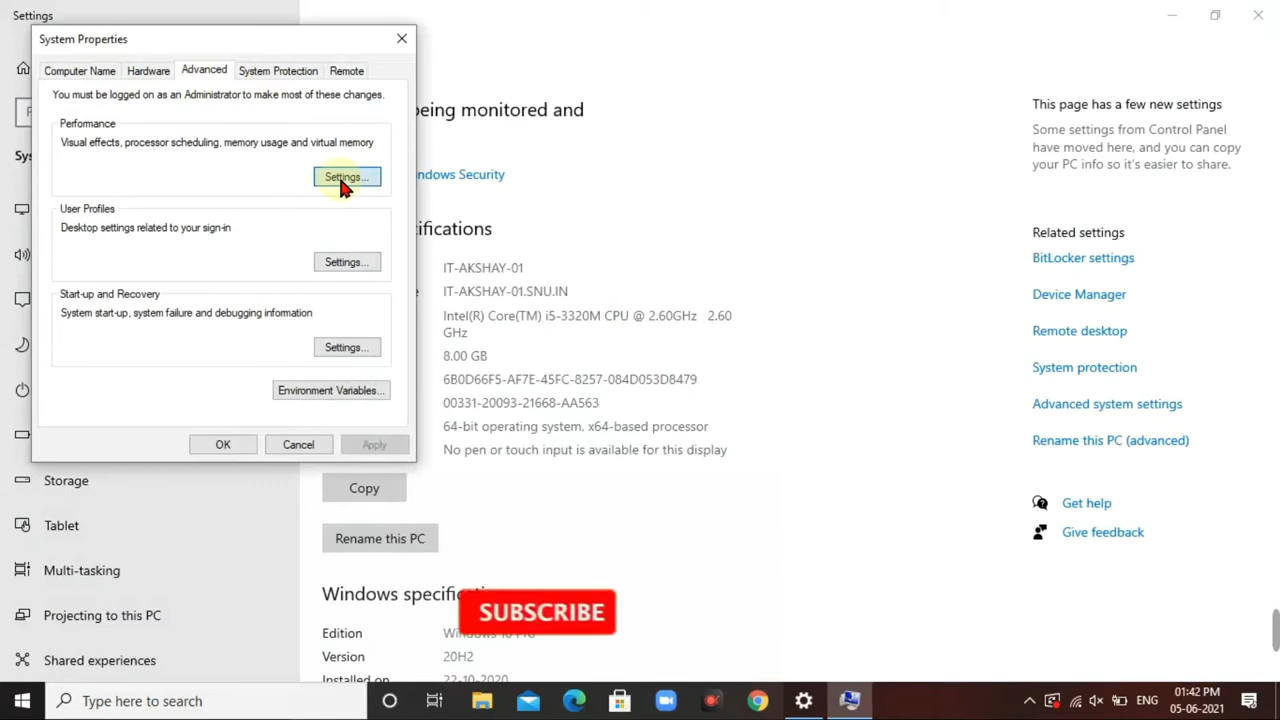 Settings
System Properties
Computer Name
Hardware
Advanced
System Protection
Remote
You must be logged on as an Administrator to make most of these changes.
Performance
Visual effects, processor scheduling, memory usage and virtual memory
Settings...
User Profiles
Desktop settings related to your sign-in
Settings...
Start-up and Recovery
System start-up, system failure and debugging information
Settings...
Environment Variables...
OK
Cancel
Apply
Storage
Tablet
Multi-tasking
Projecting to this PC
Shared experiences
being monitored and
ndows Security
ifications
IT-AKSHAY-01
IT-AKSHAY-01.SNU.IN
Intel(R) Core(TM) i5-3320M CPU @ 2.60GHz 2.60
GHz
8.00 GB
6B0D66F5-AF7E-45FC-8257-084D053D8479
00331-20093-21668-AA563
64-bit operating system, x64-based processor
No pen or touch input is available for this display
Copy
Rename this PC
Windows
SUBSCRIBE
Edition
Version 20H2
Installed on 22-10-2020
This page has a few new settings
Some settings from Control Panel
have moved here, and you can copy
your PC info so it's easier to share.
Related settings
BitLocker settings
Device Manager
Remote desktop
System protection
Advanced system settings
Rename this PC (advanced)
Get help
Give feedback
Type here to search
ENG
01:42 PM
05-06-2021